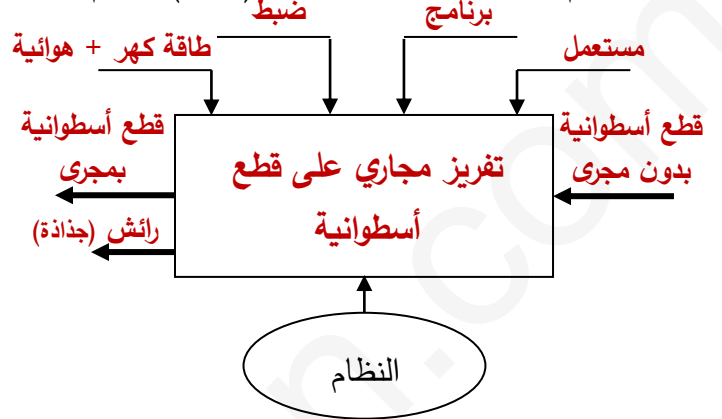 ضبط
برنامج
طاقة كهر + هوائية
مستعمل
قطع أسطوانية
بدون مجرى
تفريز مجاري على قطع
أسطوانية
قطع أسطوانية
بمجرى
رائش (جذاذة)
النظام